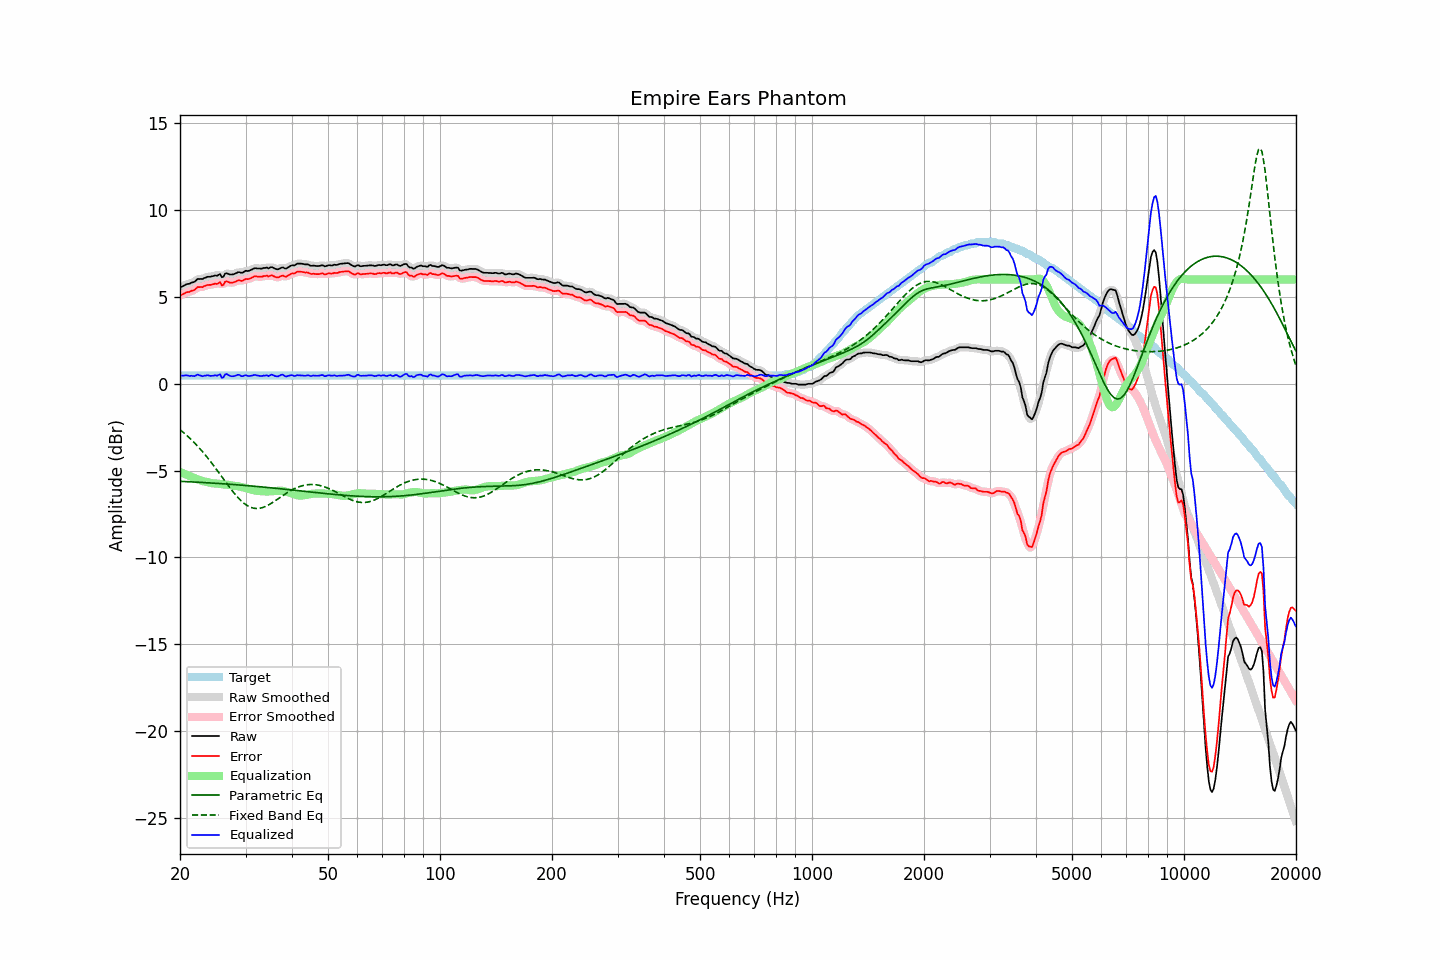 Empire Ears Phantom
15
10
5
0
−5
−10
−15
−20
−25
Amplitude (dBr)
Target
Raw Smoothed
Error Smoothed
Raw
Error
Equalization
Parametric Eq
Fixed Band Eq
Equalized
20 50 100 200 500 1000 2000 5000 10000 20000
Frequency (Hz)